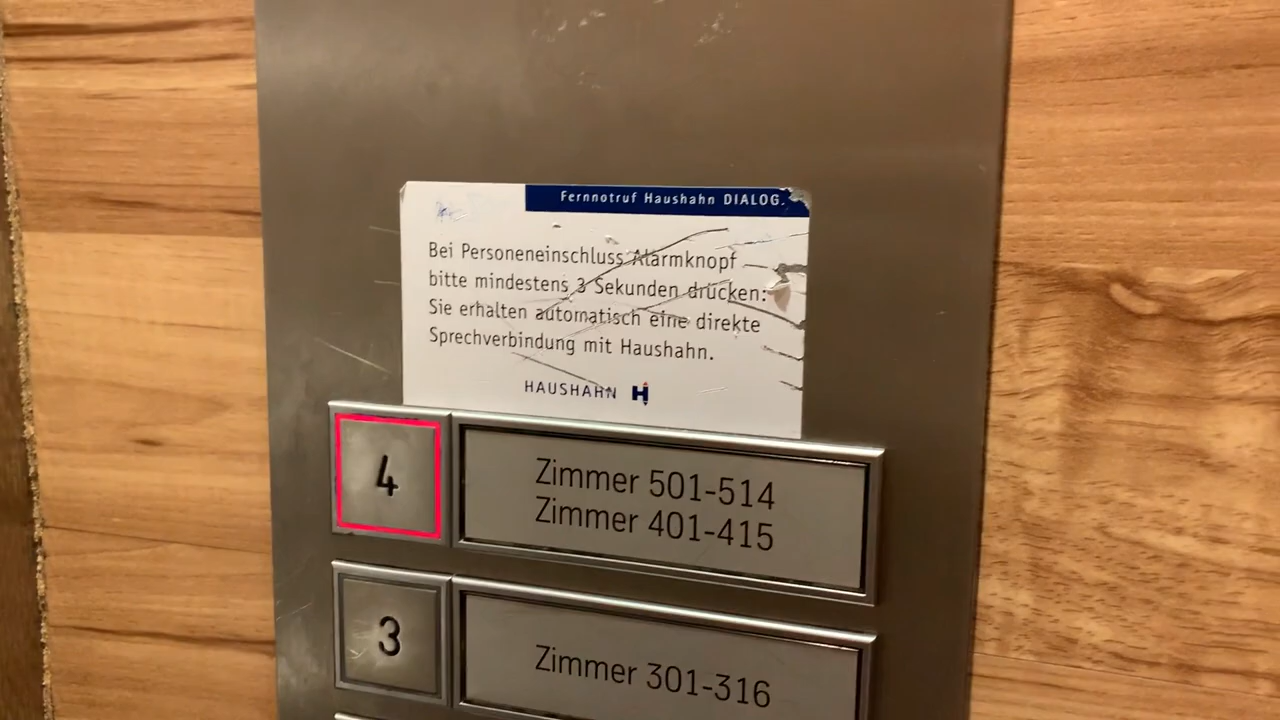 Fernnotruf Haushahn DIALOG.
Bei Personeneinschluss Alarmknopf
bitte mindestens 3 Sekunden drücken:
Sie erhalten automatisch eine direkte
Sprechverbindung mit Haushahn.
HAUSHAHN H
4
Zimmer 501-514
Zimmer 401-415
3
Zimmer 301-316